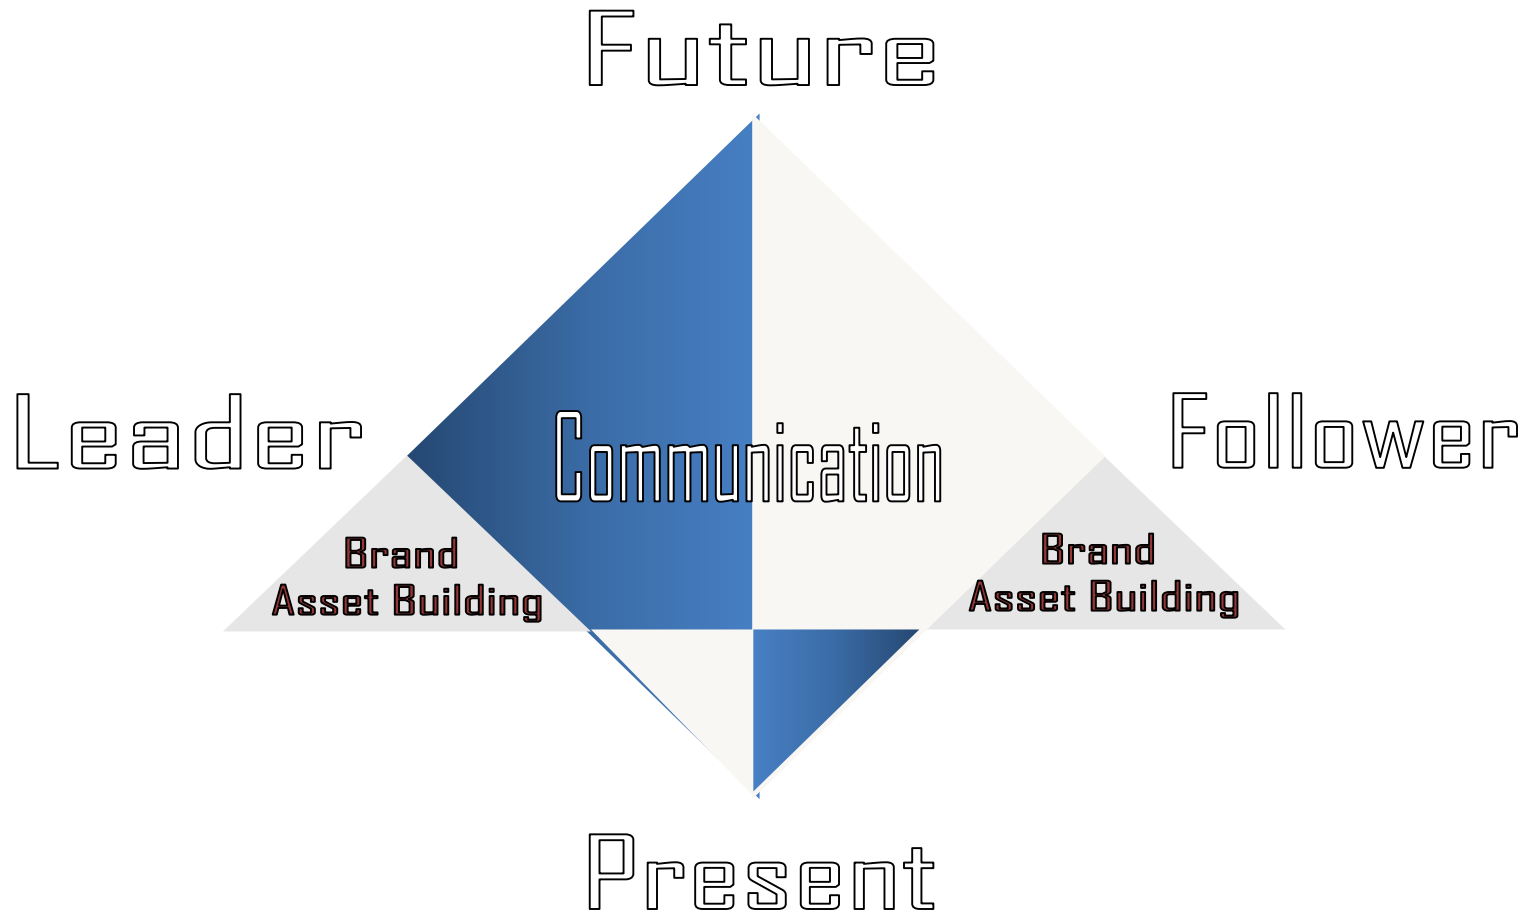 Future
Leader
Communication
Follower
Brand
Asset Building
Brand
Asset Building
Present